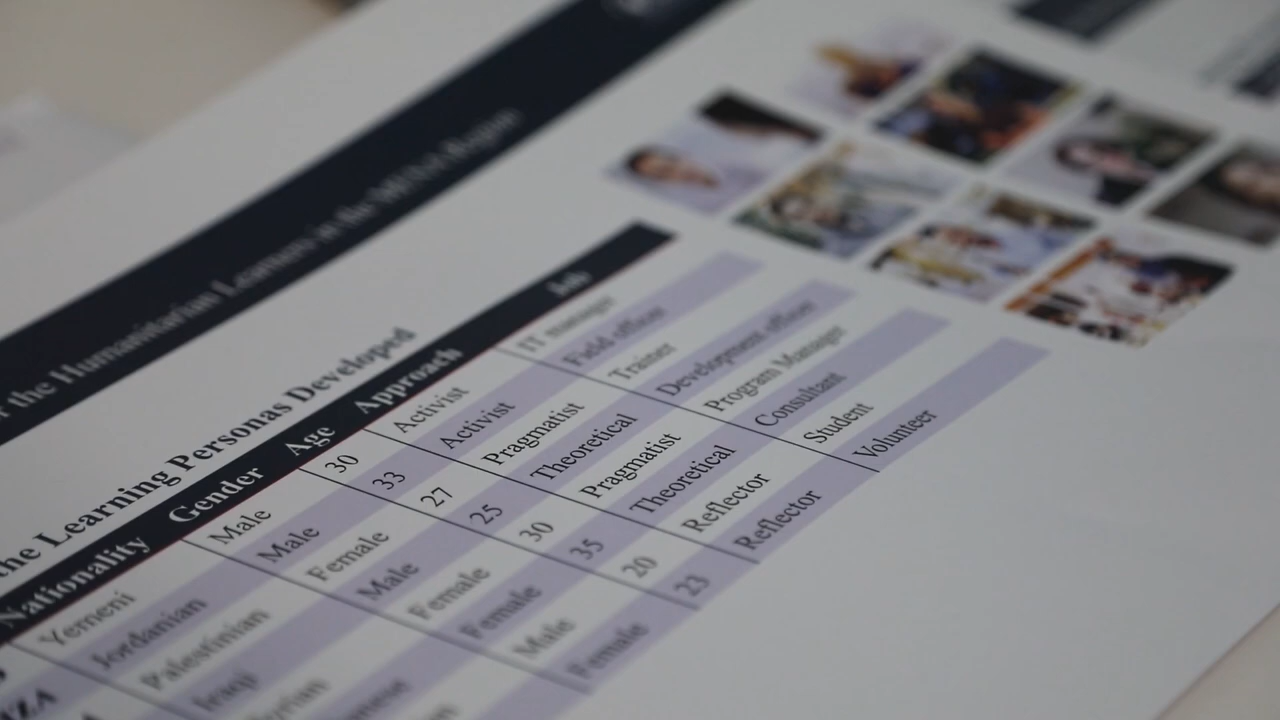 the Humanitarian Learners in the MENA Region
the Learning Personas Developed
Nationality Gender Age Approach Job
Yemeni Male 30 Activist IT manager
Jordanian Male 33 Activist Field officer
Palestinian Female 27 Pragmatist Trainer
Iraqi Male 25 Theoretical Development officer
Female 30 Pragmatist Program Manager
Female 35 Theoretical Consultant
Male 20 Reflector Student
Female 23 Reflector Volunteer